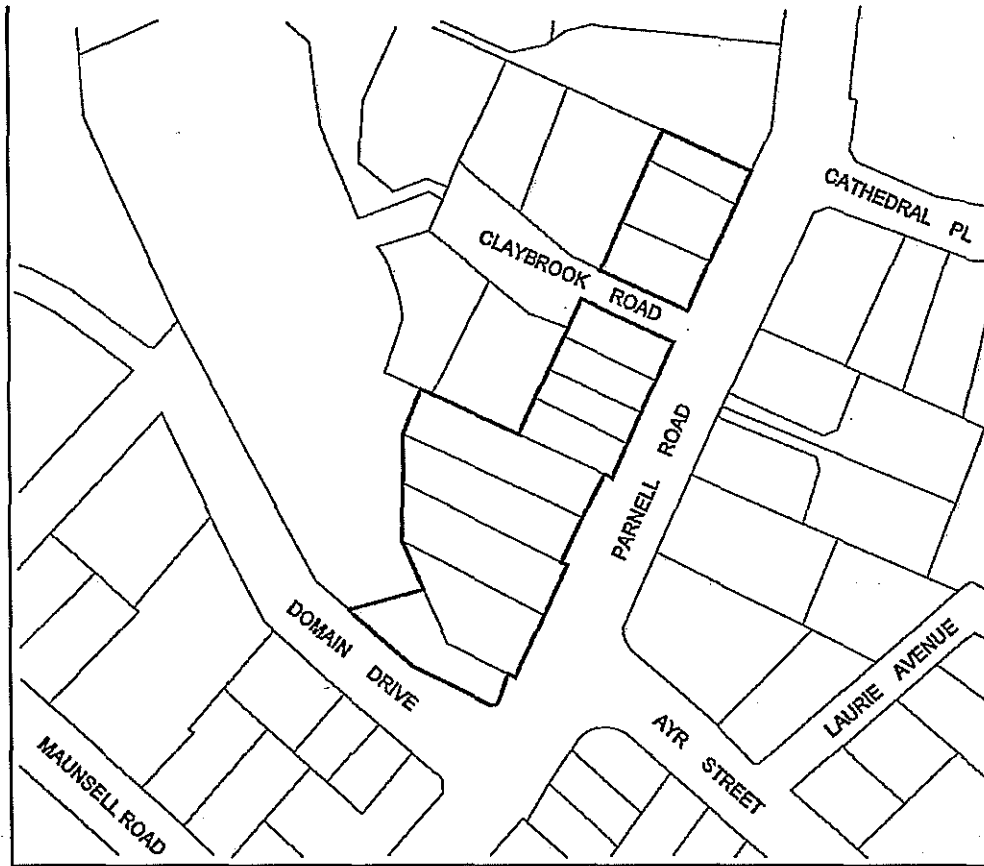 CATHEDRAL PL
CLAYBROOK ROAD
PARNELL ROAD
DOMAIN DRIVE
LAURIE AVENUE
AYR STREET
MAUNSELL ROAD